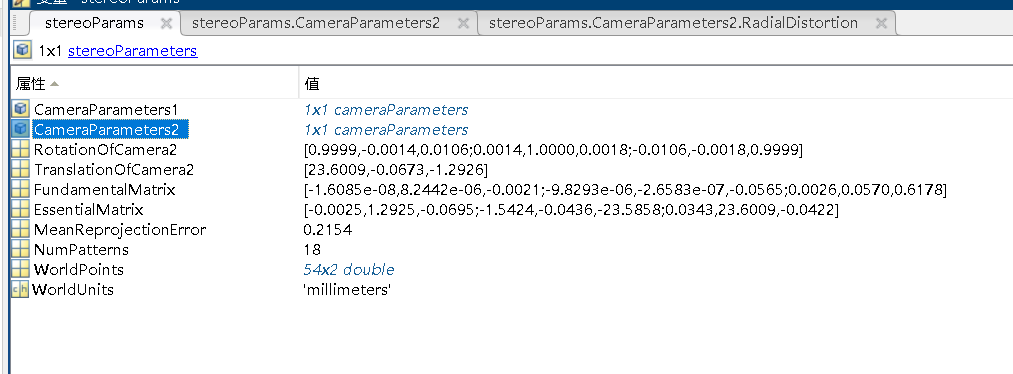 变量 - stereoParams
stereoParams stereoParams.CameraParameters2 stereoParams.CameraParameters2.RadialDistortion
1x1 stereoParameters
属性 值
CameraParameters1 1x1 cameraParameters
CameraParameters2 1x1 cameraParameters
RotationOfCamera2 [0.9999,-0.0014,0.0106;0.0014,1.0000,0.0018;-0.0106,-0.0018,0.9999]
TranslationOfCamera2 [23.6009,-0.0673,-1.2926]
FundamentalMatrix [-1.6085e-08,8.2442e-06,-0.0021;-9.8293e-06,-2.6583e-07,-0.0565;0.0026,0.0570,0.6178]
EssentialMatrix [-0.0025,1.2925,-0.0695;-1.5424,-0.0436,-23.5858;0.0343,23.6009,-0.0422]
MeanReprojectionError 0.2154
NumPatterns 18
WorldPoints 54x2 double
WorldUnits 'millimeters'